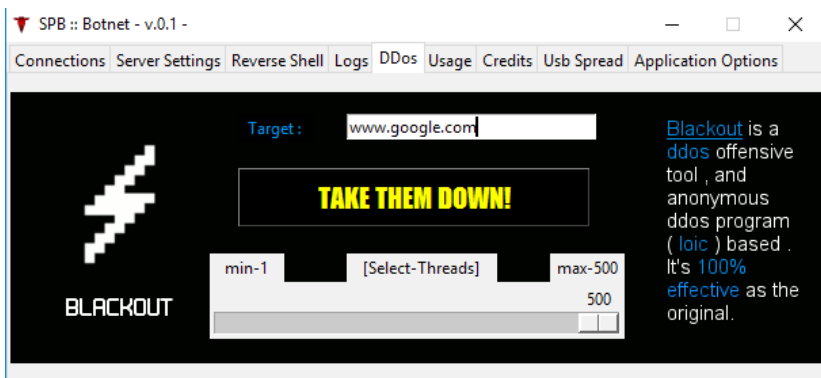 SPB :: Botnet - v.0.1 -
Connections Server Settings Reverse Shell Logs DDos Usage Credits Usb Spread Application Options
Target :
www.google.com
TAKE THEM DOWN!
min-1 [Select-Threads] max-500
500
BLACKOUT
Blackout is a
ddos offensive
tool , and
anonymous
ddos program
( loic ) based .
It's 100%
effective as the
original.